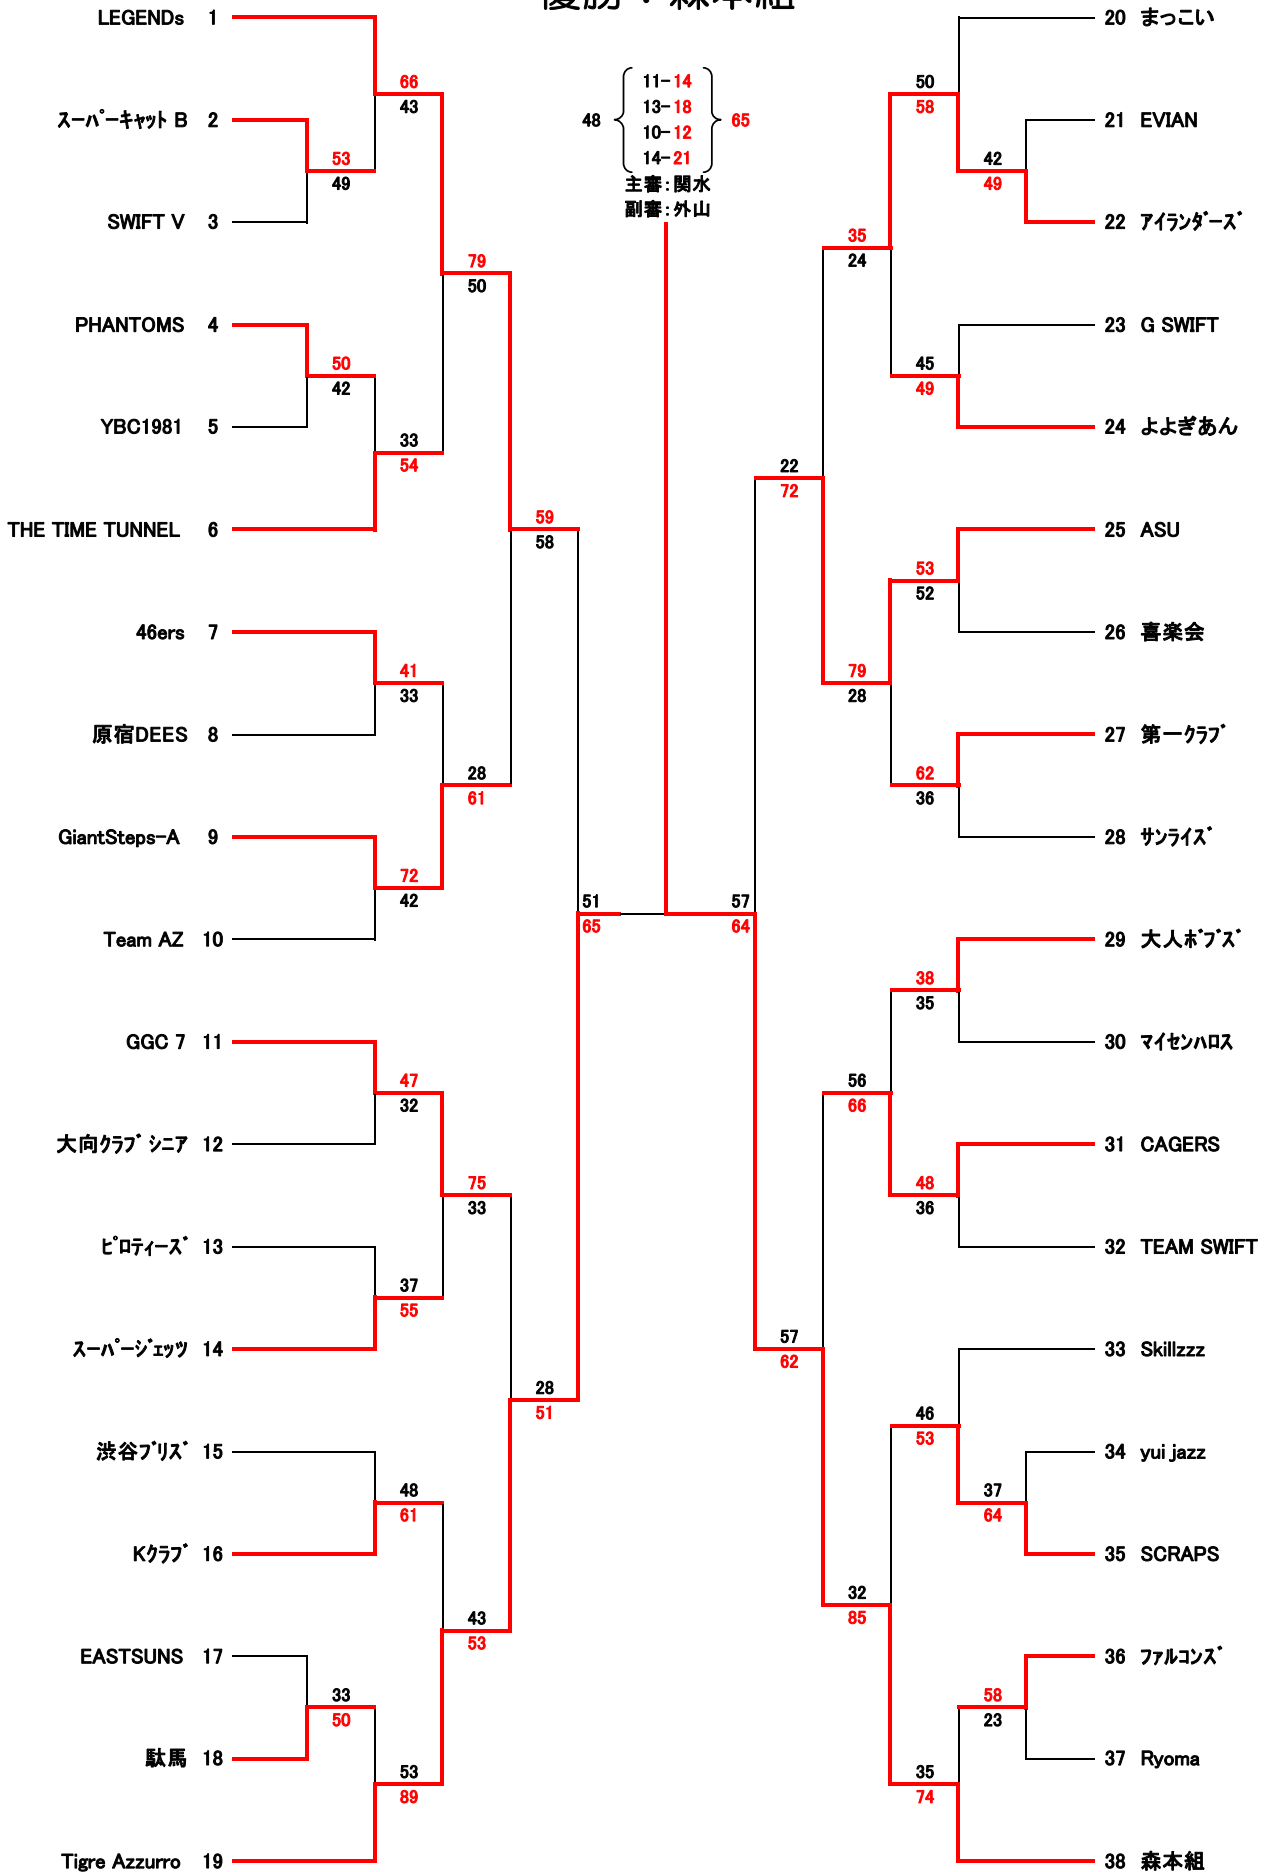 優勝：森本組
LEGENDs 1
スーパーキャット B 2
SWIFT V 3
PHANTOMS 4
YBC1981 5
THE TIME TUNNEL 6
46ers 7
原宿DEES 8
GiantSteps-A 9
Team AZ 10
GGC 7 11
大向クラブ シニア 12
ピロティーズ 13
スーパージェッツ 14
渋谷ブリズ 15
Kクラブ 16
EASTSUNS 17
駄馬 18
Tigre Azzurro 19
66
43
53
49
79
50
50
42
33
54
59
58
41
33
28
61
72
42
51
65
47
32
75
33
37
55
28
51
48
61
43
53
33
50
53
89
11-14
13-18
48 10-12 65
14-21
主審：関水
副審：外山
50
58
42
49
35
24
45
49
22
72
53
52
79
28
62
36
57
64
38
35
56
66
48
36
57
62
46
53
37
64
32
85
58
23
35
74
20 まっこい
21 EVIAN
22 アイランダーズ
23 G SWIFT
24 よよぎあん
25 ASU
26 喜楽会
27 第一クラブ
28 サンライズ
29 大人ボブズ
30 マイセンハロス
31 CAGERS
32 TEAM SWIFT
33 Skillzzz
34 yui jazz
35 SCRAPS
36 ファルコンズ
37 Ryoma
38 森本組